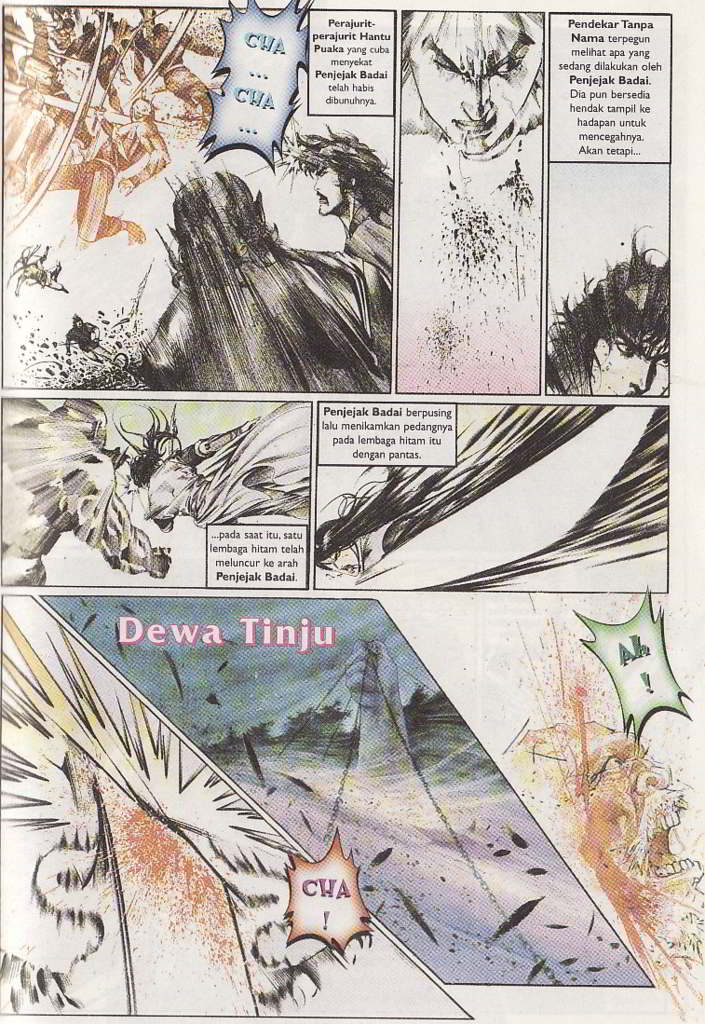 CHA
...
CHA
...
Perajurit-
perajurit Hantu
Puaka yang cuba
menyekat
Penjejak Badai
telah habis
dibunuhnya.
Pendekar Tanpa
Nama terpegun
melihat apa yang
sedang dilakukan oleh
Penjejak Badai.
Dia pun bersedia
hendak tampil ke
hadapan untuk
mencegahnya.
Akan tetapi...
...pada saat itu, satu
lembaga hitam telah
meluncur ke arah
Penjejak Badai.
Penjejak Badai berpusing
lalu menikamkan pedangnya
pada lembaga hitam itu
dengan pantas.
Dewa Tinju
Ah
!
CHA
!